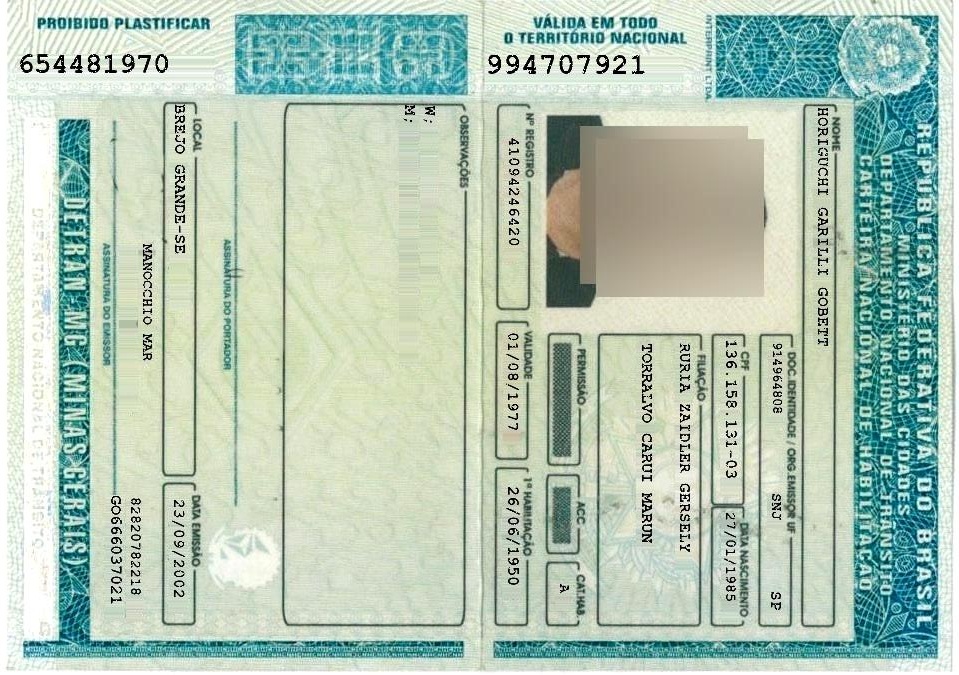 PROIBIDO PLASTIFICAR
654481970
VÁLIDA EM TODO
O TERRITÓRIO NACIONAL
994707921
INTERPRINT LTDA
REPÚBLICA FEDERATIVA DO BRASIL
MINISTÉRIO DAS CIDADES
DEPARTAMENTO NACIONAL DE TRÂNSITO
CARTEIRA NACIONAL DE HABILITAÇÃO
NOME
HORIGUCHI GARILLI GOBETT
DOC. IDENTIDADE / ORG. EMISSOR UF
914964808 SNJ SP
CPF
136.158.131-03
DATA NASCIMENTO
27/01/1985
FILIAÇÃO
RURIA ZAIDLER GERSELY
TORRALVO CARUI MARUN
PERMISSÃO
ACC
CAT.HAB.
A
Nº REGISTRO
41094246420
VALIDADE
01/08/1977
1ª HABILITAÇÃO
26/06/1950
OBSERVAÇÕES
W;
M;
ASSINATURA DO PORTADOR
LOCAL
BREJO GRANDE-SE
DATA EMISSÃO
23/09/2002
MANOCCHIO MAR
82820782218
GO666037021
ASSINATURA DO EMISSOR
DETRAN MG (MINAS GERAIS)
DEPARTAMENTO NACIONAL DE TRÂNSITO